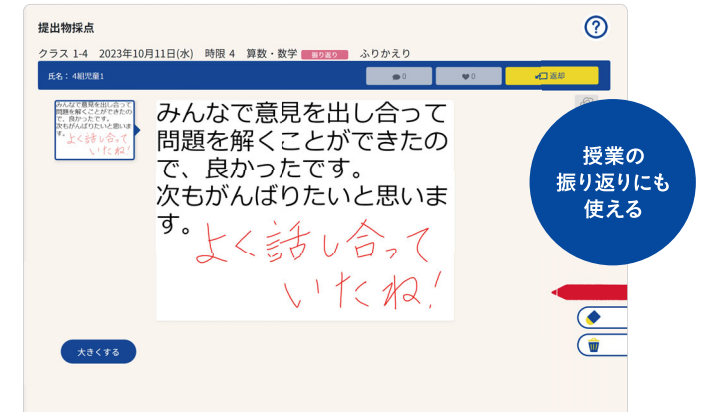 提出物採点
クラス 1-4 2023年10月11日(水) 時限 4 算数・数学 振り返り ふりかえり
氏名： 4組児童1
0
0
返却
みんなで意見を出し合って
問題を解くことができたの
で、良かったです。
次もがんばりたいと思いま
す。
よく話し合って
いたね!
みんなで意見を出し合って
問題を解くことができたの
で、良かったです。
次もがんばりたいと思いま
す。
よく話し合って
いたね!
授業の
振り返りにも
使える
大きくする